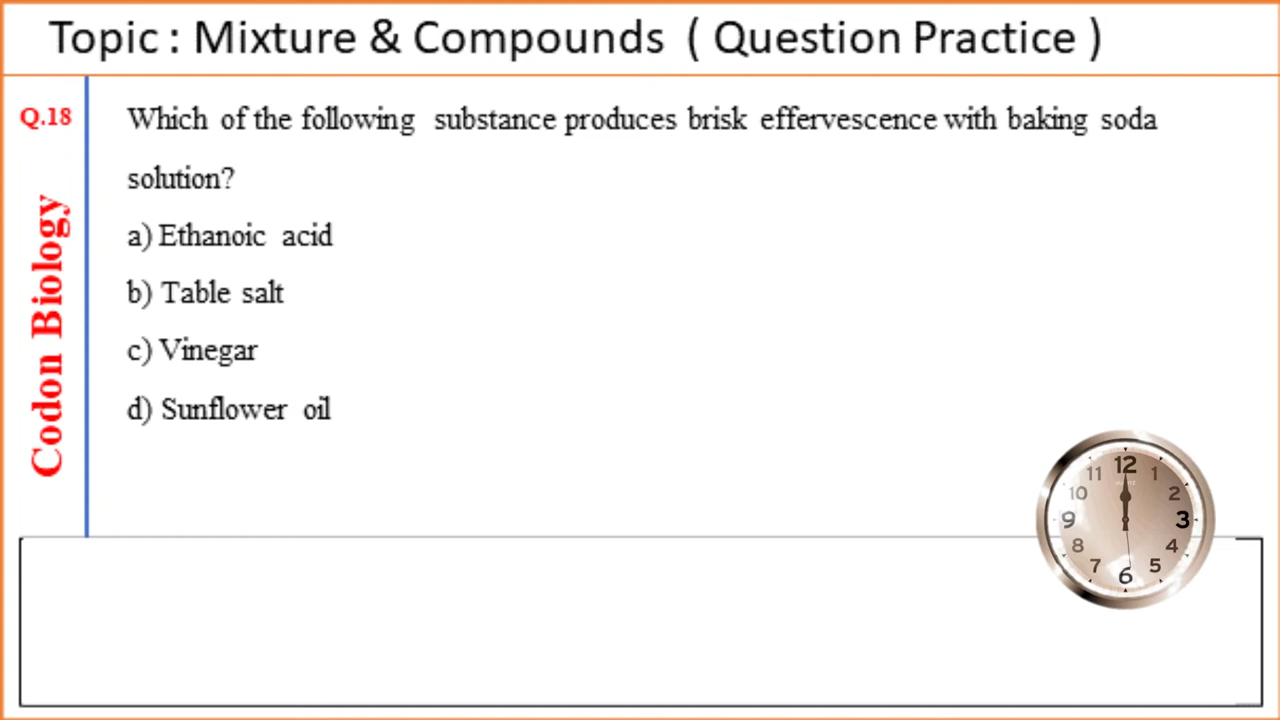 Topic : Mixture & Compounds ( Question Practice )
Q.18
Which of the following substance produces brisk effervescence with baking soda
solution?
a) Ethanoic acid
b) Table salt
c) Vinegar
d) Sunflower oil
Codon Biology
12
1
2
3
4
5
6
7
8
9
10
11